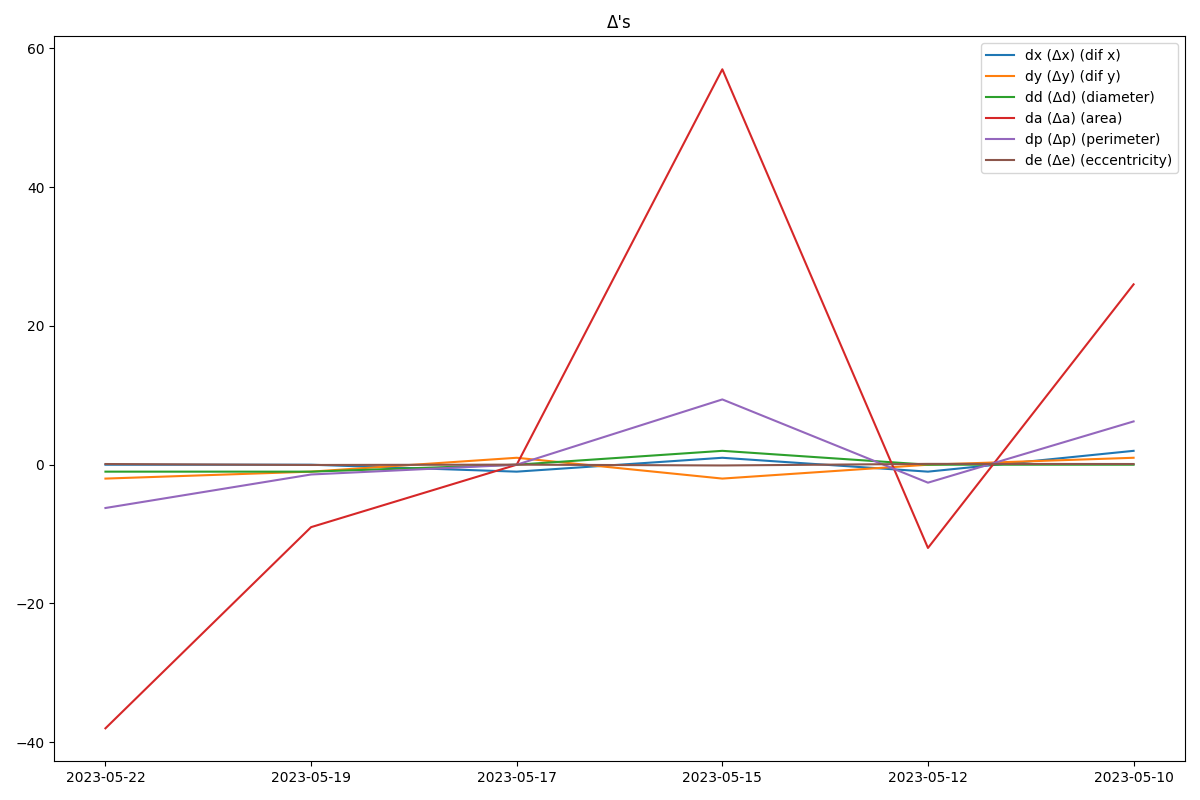 Δ's
60
40
20
0
−20
−40
dx (Δx) (dif x)
dy (Δy) (dif y)
dd (Δd) (diameter)
da (Δa) (area)
dp (Δp) (perimeter)
de (Δe) (eccentricity)
2023-05-22 2023-05-19 2023-05-17 2023-05-15 2023-05-12 2023-05-10